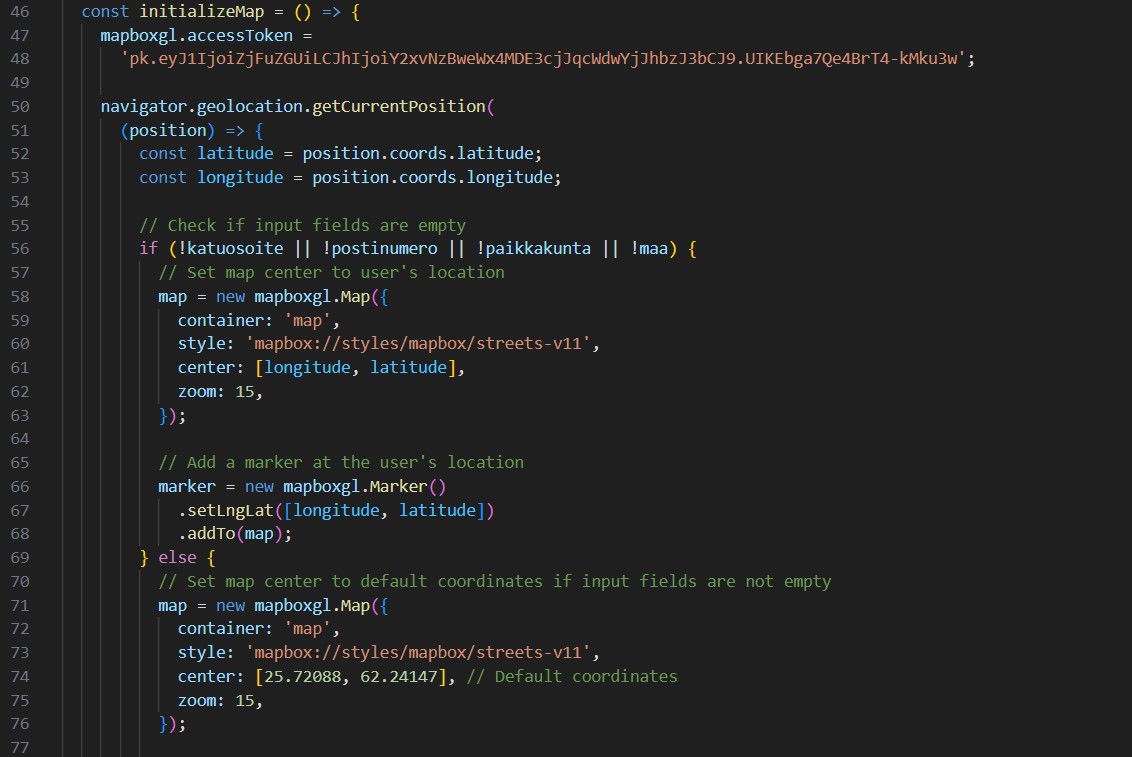 46 const initializeMap = () => {
47 mapboxgl.accessToken =
48 'pk.eyJ1IjoiZjFuZGUiLCJhIjoiY2xvNzBweWx4MDE3cjJqcWdwYjJhbzJ3bCJ9.UIKEbga7Qe4BrT4-kMku3w';
49
50 navigator.geolocation.getCurrentPosition(
51 (position) => {
52 const latitude = position.coords.latitude;
53 const longitude = position.coords.longitude;
54
55 // Check if input fields are empty
56 if (!katuosoite || !postinumero || !paikkakunta || !maa) {
57 // Set map center to user's location
58 map = new mapboxgl.Map({
59 container: 'map',
60 style: 'mapbox://styles/mapbox/streets-v11',
61 center: [longitude, latitude],
62 zoom: 15,
63 });
64
65 // Add a marker at the user's location
66 marker = new mapboxgl.Marker()
67 .setLngLat([longitude, latitude])
68 .addTo(map);
69 } else {
70 // Set map center to default coordinates if input fields are not empty
71 map = new mapboxgl.Map({
72 container: 'map',
73 style: 'mapbox://styles/mapbox/streets-v11',
74 center: [25.72088, 62.24147], // Default coordinates
75 zoom: 15,
76 });
77